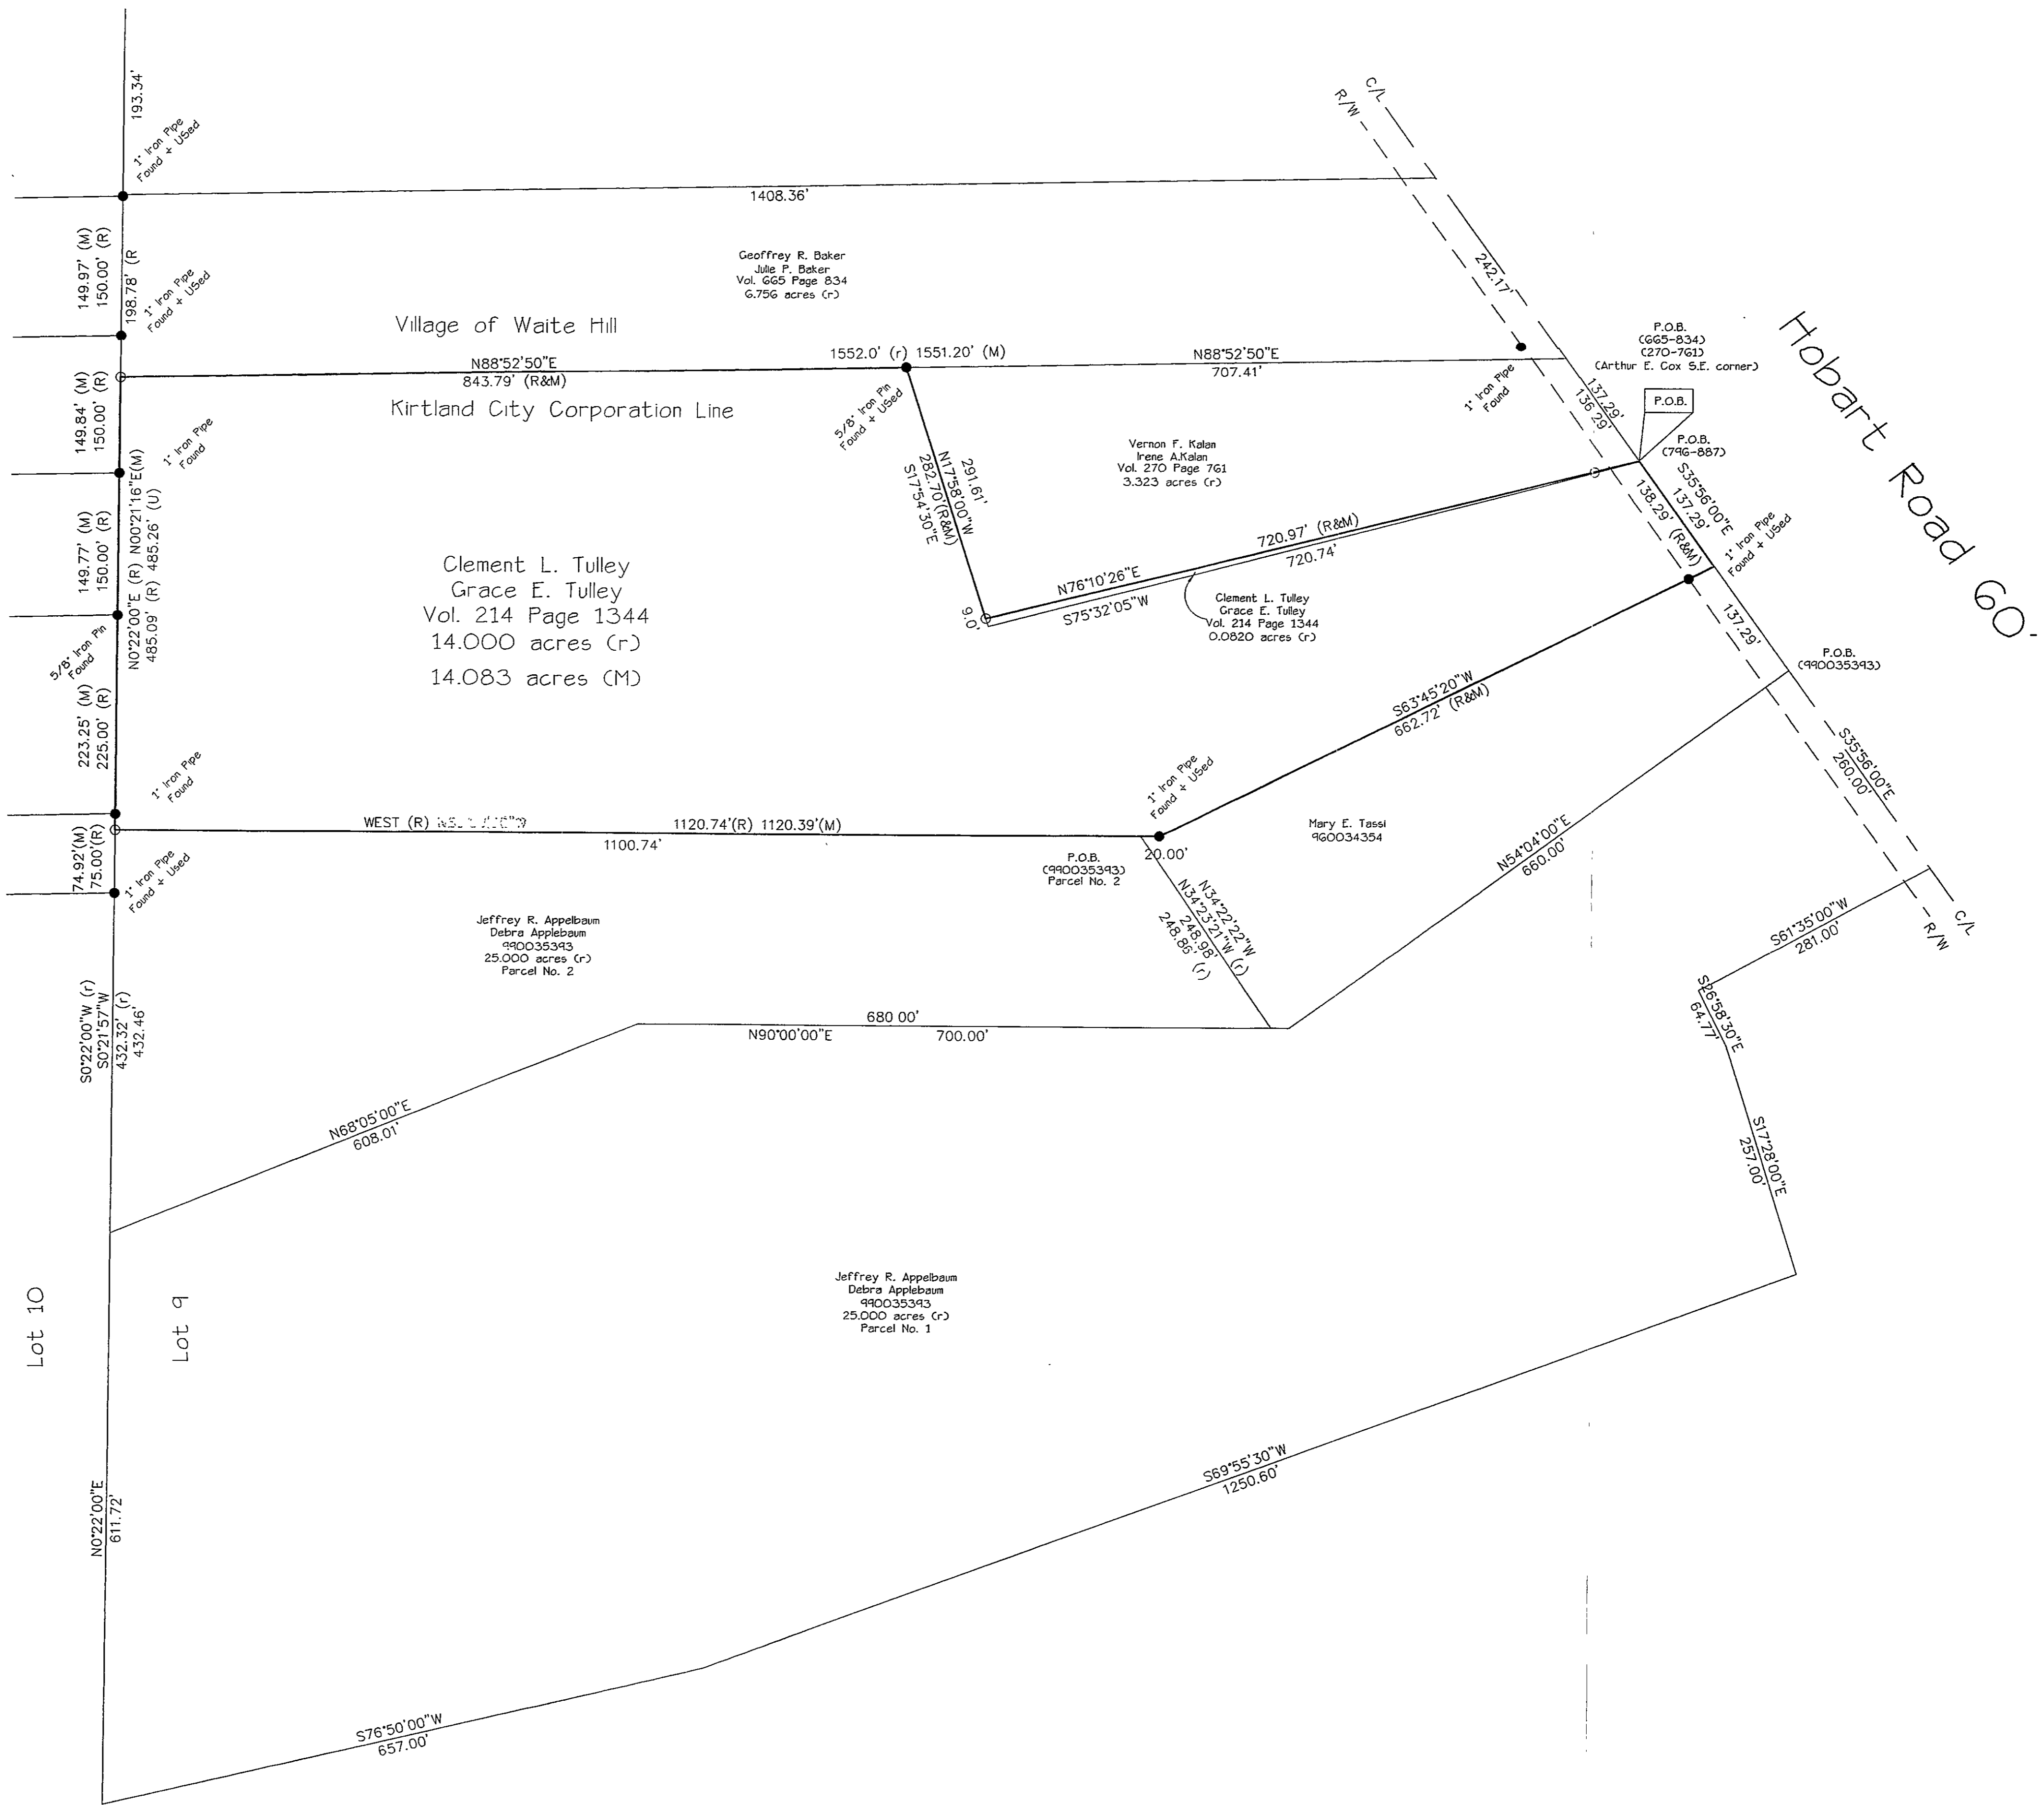 193.34'
1" Iron Pipe
Found & USed
C/L
R/W
1408.36'
149.97' (M)
150.00' (R)
198.78' (R
1" Iron Pipe
Found & USed
Geoffrey R. Baker
Julie P. Baker
Vol. 665 Page 834
6.756 acres (r)
242.17'
Hobart Road 60'
Village of Waite Hill
N88°52'50"E
843.79' (R&M)
1552.0' (r) 1551.20' (M)
N88°52'50"E
707.41'
1" Iron Pipe
Found
P.O.B.
(665-834)
(270-761)
(Arthur E. Cox S.E. corner)
P.O.B.
137.29'
136.29'
P.O.B.
(796-887)
Kirtland City Corporation Line
149.84' (M)
150.00' (R)
1" Iron Pipe
Found
5/8" Iron Pin
Found & USed
291.61'
N17°58'00"W
282.70'(R&M)
S17°54'30"E
Vernon F. Kalan
Irene A.Kalan
Vol. 270 Page 761
3.323 acres (r)
S35°56'00"E
137.29'
138.29' (R&M)
1" Iron Pipe
Found & USed
149.77' (M)
150.00' (R)
N0°22'00"E (R) N00°21'16"E(M)
485.09' (R) 485.26' (U)
Clement L. Tulley
Grace E. Tulley
Vol. 214 Page 1344
14.000 acres (r)
14.083 acres (M)
720.97' (R&M)
720.74'
N76°10'26"E
S75°32'05"W
9.0'
Clement L. Tulley
Grace E. Tulley
Vol. 214 Page 1344
0.0820 acres (r)
137.29'
P.O.B.
(990035393)
5/8" Iron Pin
Found
223.25' (M)
225.00' (R)
1" Iron Pipe
Found
S63°45'20"W
662.72' (R&M)
1" Iron Pipe
Found & USed
S35°56'00"E
260.00'
WEST (R)
1120.74'(R) 1120.39'(M)
1100.74'
20.00'
Mary E. Tassi
960034354
N54°04'00"E
660.00'
74.92'(M)
75.00'(R)
1" Iron Pipe
Found & USed
P.O.B.
(990035393)
Parcel No. 2
N34°22'22"W
N34°23'21"W (r)
248.98'
248.86' (r)
C/L
R/W
S61°35'00"W
281.00'
Jeffrey R. Appelbaum
Debra Applebaum
990035393
25.000 acres (r)
Parcel No. 2
S0°22'00"W (r)
S0°21'57"W
432.32' (r)
432.46'
680 00'
N90°00'00"E 700.00'
S26°58'30"E
64.77'
N68°05'00"E
608.01'
S17°28'00"E
257.00'
Lot 10
Lot 9
Jeffrey R. Appelbaum
Debra Applebaum
990035393
25.000 acres (r)
Parcel No. 1
N0°22'00"E
611.72'
S69°55'30"W
1250.60'
S76°50'00"W
657.00'